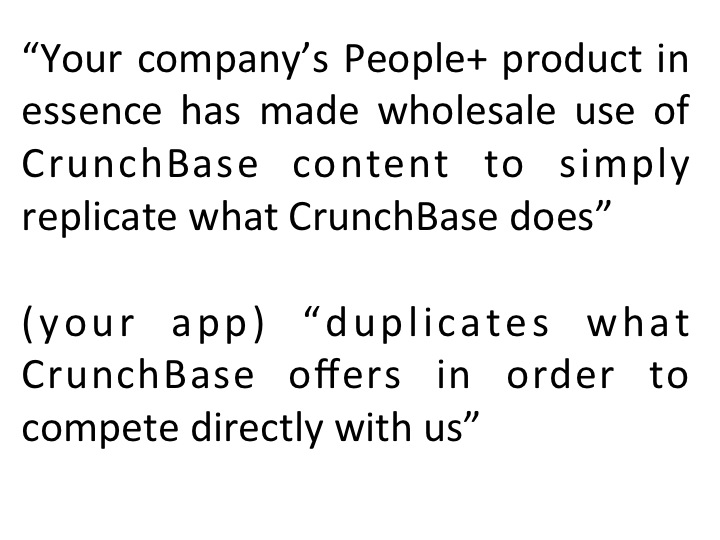 “Your company’s People+ product in
essence has made wholesale use of
CrunchBase content to simply
replicate what CrunchBase does”
(your app) “duplicates what
CrunchBase offers in order to
compete directly with us”